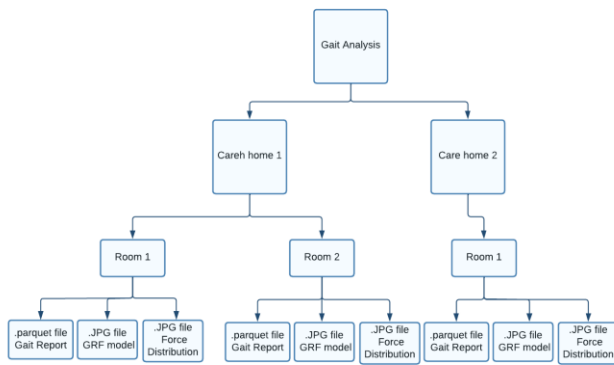 Gait Analysis
Careh home 1
Care home 2
Room 1
Room 2
Room 1
.parquet file
Gait Report
.JPG file
GRF model
.JPG file
Force
Distribution
.parquet file
Gait Report
.JPG file
GRF model
.JPG file
Force
Distribution
.parquet file
Gait Report
.JPG file
GRF model
.JPG file
Force
Distribution